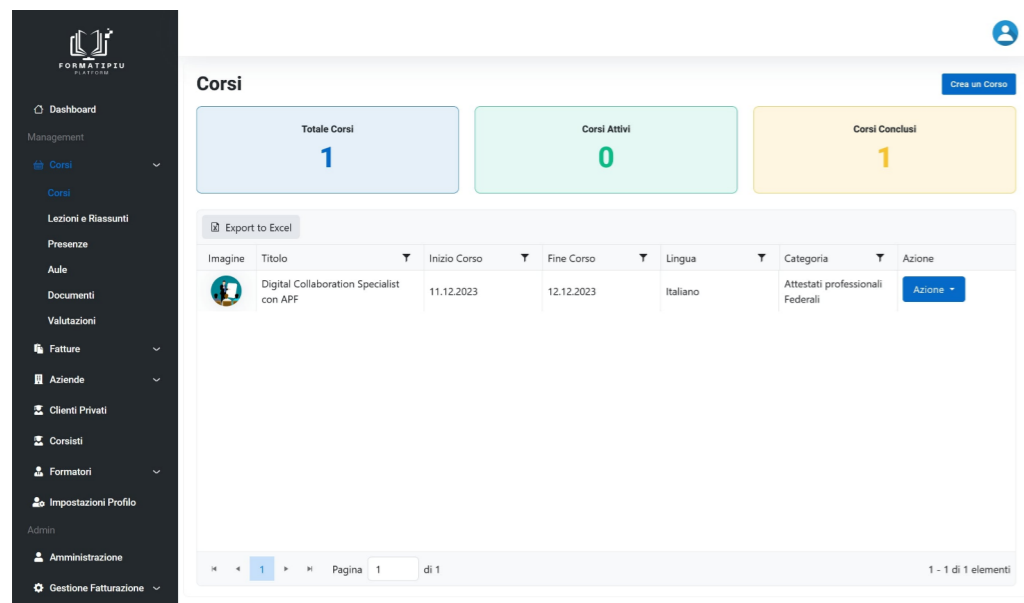 FORMATIPIU
PLATFORM
Dashboard
Management
Corsi
Corsi
Lezioni e Riassunti
Presenze
Aule
Documenti
Valutazioni
Fatture
Aziende
Clienti Privati
Corsisti
Formatori
Impostazioni Profilo
Admin
Amministrazione
Gestione Fatturazione
Corsi
Crea un Corso
Totale Corsi
1
Corsi Attivi
0
Corsi Conclusi
1
Export to Excel
Imagine Titolo Inizio Corso Fine Corso Lingua Categoria Azione
Digital Collaboration Specialist
con APF
11.12.2023
12.12.2023
Italiano
Attestati professionali
Federali
Azione
1 Pagina 1 di 1
1 - 1 di 1 elementi